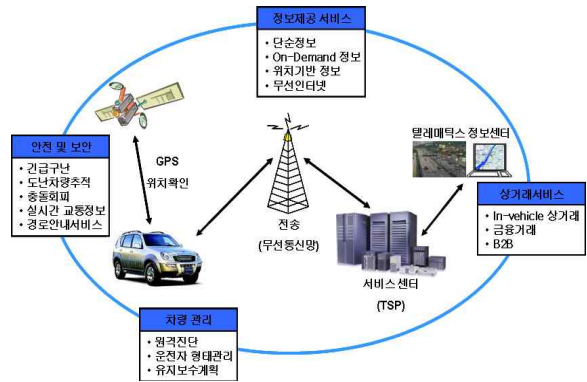 정보제공 서비스
• 단순정보
• On-Demand 정보
• 위치기반 정보
• 무선인터넷
안전 및 보안
• 긴급구난
• 도난차량추적
• 충돌회피
• 실시간 교통정보
• 경로안내서비스
GPS
위치확인
전송
(무선통신망)
텔레매틱스 정보센터
서비스센터
(TSP)
상거래서비스
• In-vehicle 상거래
• 금융거래
• B2B
차량 관리
• 원격진단
• 운전자 형태관리
• 유지보수계획